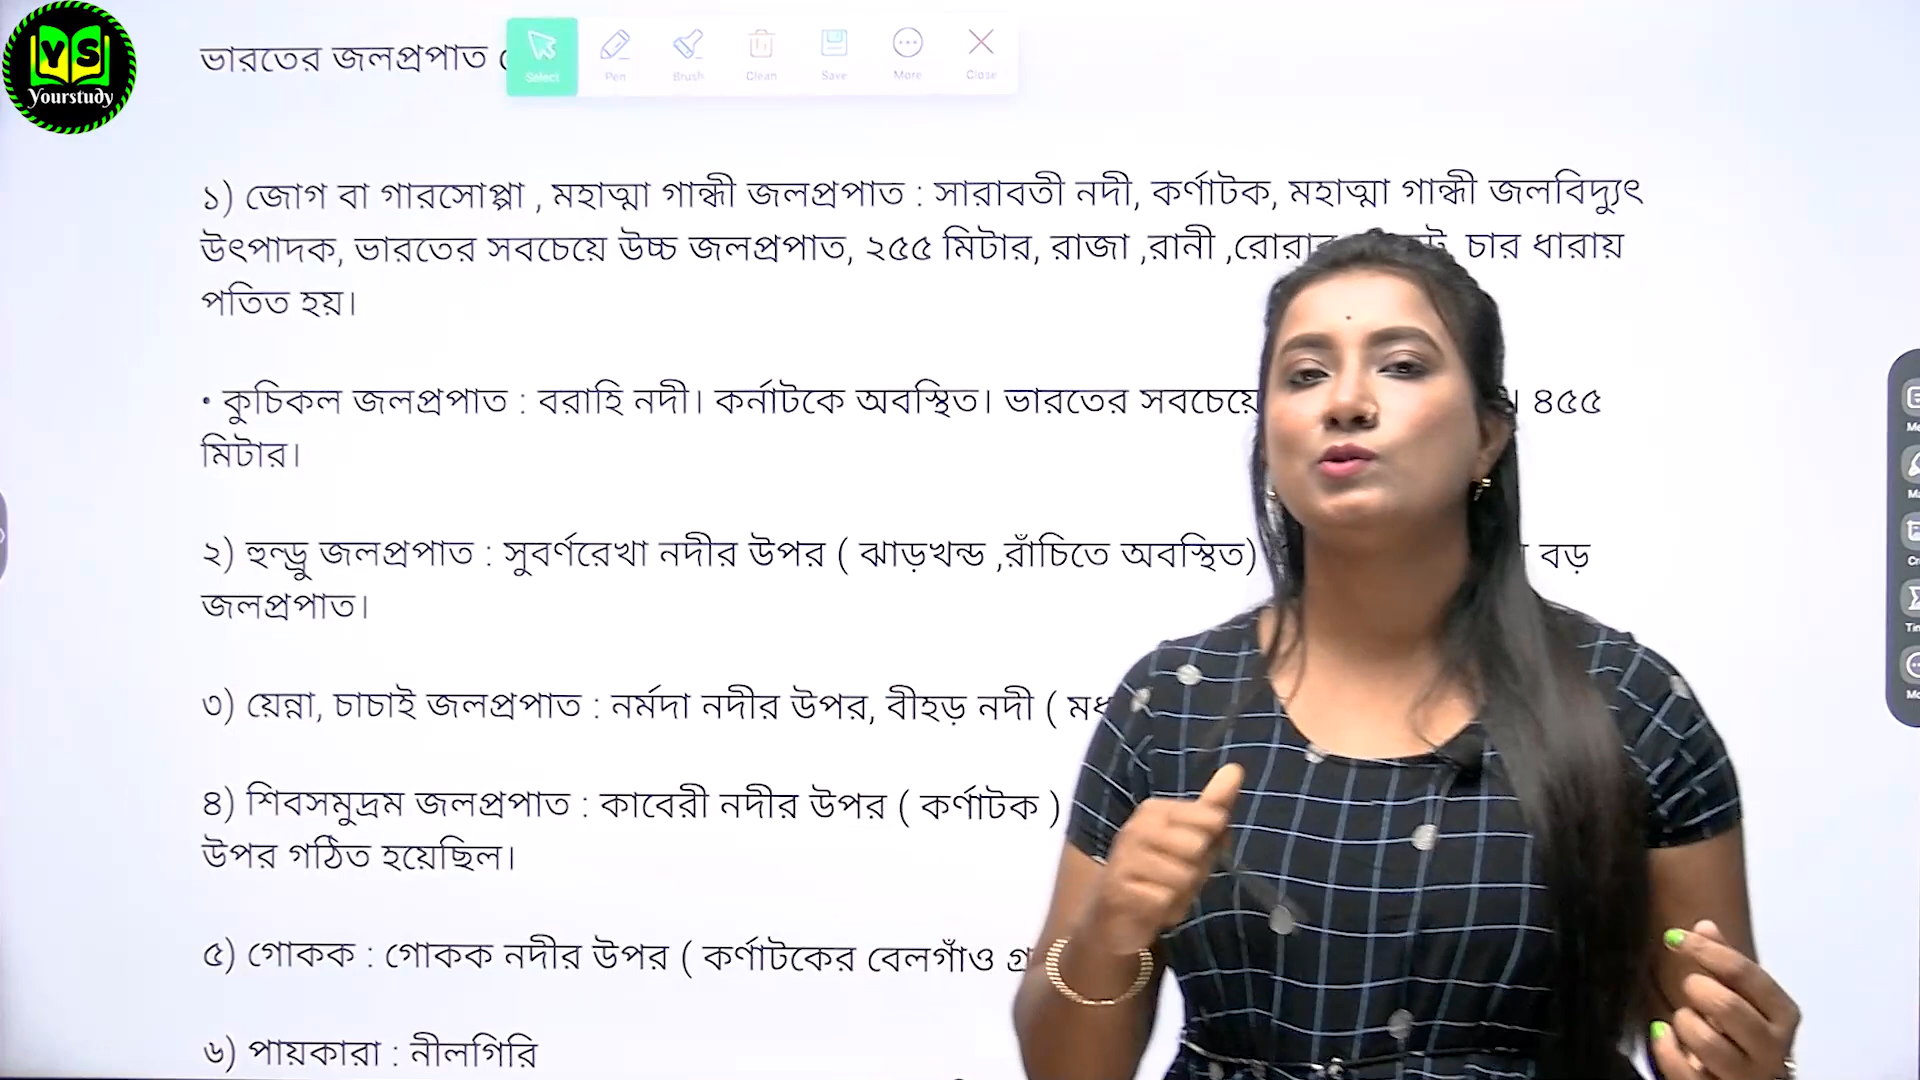 YS
Yourstudy
ভারতের জলপ্রপাত
Select Pen Brush Clean Save More Close
১) জোগ বা গারসোপ্পা , মহাত্মা গান্ধী জলপ্রপাত : সারাবতী নদী, কর্ণাটক, মহাত্মা গান্ধী জলবিদ্যুৎ
উৎপাদক, ভারতের সবচেয়ে উচ্চ জলপ্রপাত, ২৫৫ মিটার, রাজা ,রানী , চার ধারায়
পতিত হয়।
• কুচিকল জলপ্রপাত : বরাহি নদী। কর্নাটকে অবস্থিত। ভারতের সবচেয়ে । ৪৫৫
মিটার।
২) হুন্ড্রু জলপ্রপাত : সুবর্ণরেখা নদীর উপর ( ঝাড়খন্ড ,রাঁচিতে অবস্থিত) বড়
জলপ্রপাত।
৩) য়েন্না, চাচাই জলপ্রপাত : নর্মদা নদীর উপর, বীহড় নদী (
৪) শিবসমুদ্রম জলপ্রপাত : কাবেরী নদীর উপর ( কর্ণাটক )
উপর গঠিত হয়েছিল।
৫) গোকক : গোকক নদীর উপর ( কর্ণাটকের বেলগাঁও
৬) পায়কারা : নীলগিরি